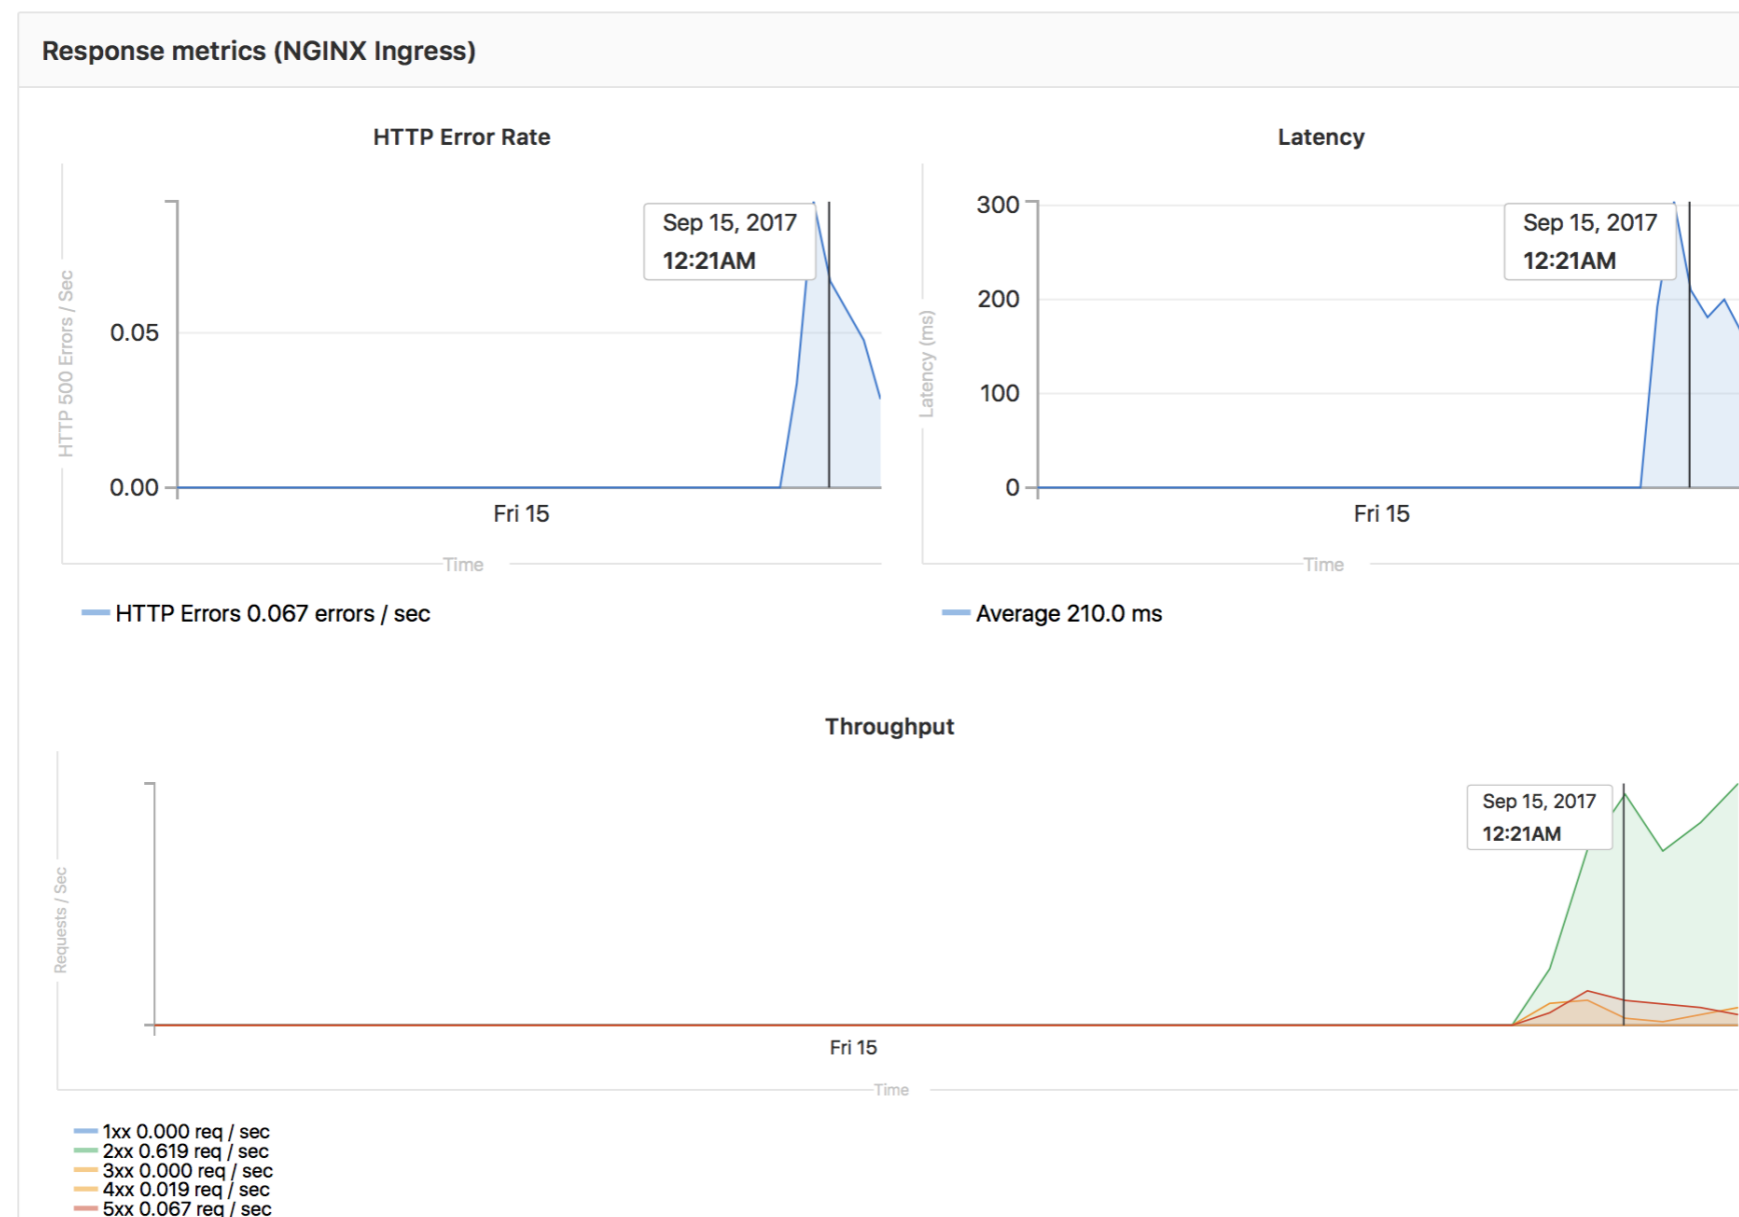 Response metrics (NGINX Ingress)
HTTP Error Rate
HTTP 500 Errors / Sec
0.05
0.00
Sep 15, 2017
12:21AM
Fri 15
Time
HTTP Errors 0.067 errors / sec
Latency
Latency (ms)
300
200
100
0
Sep 15, 2017
12:21AM
Fri 15
Time
Average 210.0 ms
Throughput
Requests / Sec
Sep 15, 2017
12:21AM
Fri 15
Time
1xx 0.000 req / sec
2xx 0.619 req / sec
3xx 0.000 req / sec
4xx 0.019 req / sec
5xx 0.067 req / sec